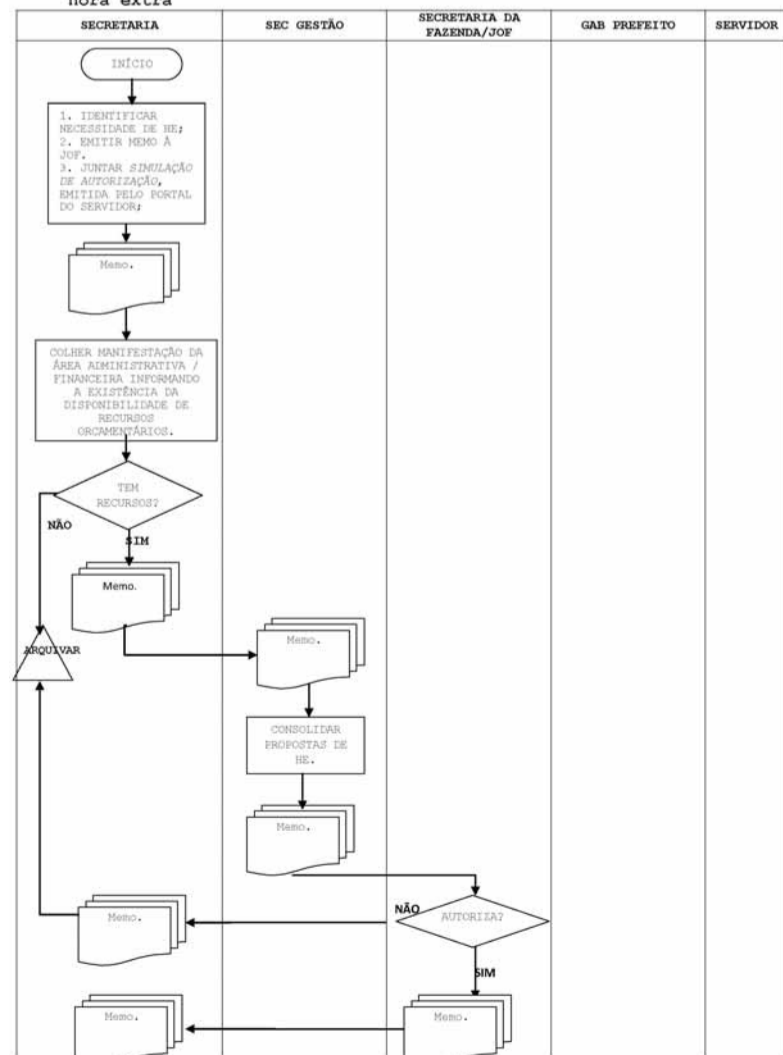 hora extra
SECRETARIA
SEC GESTÃO
SECRETARIA DA
FAZENDA/JOF
GAB PREFEITO
SERVIDOR
INÍCIO
1. IDENTIFICAR
NECESSIDADE DE HE;
2. EMITIR MEMO À
JOF.
3. JUNTAR SIMULAÇÃO
DE AUTORIZAÇÃO,
EMITIDA PELO PORTAL
DO SERVIDOR;
Memo.
COLHER MANIFESTAÇÃO DA
ÁREA ADMINISTRATIVA /
FINANCEIRA INFORMANDO
A EXISTÊNCIA DA
DISPONIBILIDADE DE
RECURSOS
ORCAMENTÁRIOS.
TEM
RECURSOS?
NÃO
SIM
Memo.
ARQUIVAR
Memo.
CONSOLIDAR
PROPOSTAS DE
HE.
Memo.
NÃO
AUTORIZA?
Memo.
SIM
Memo.
Memo.